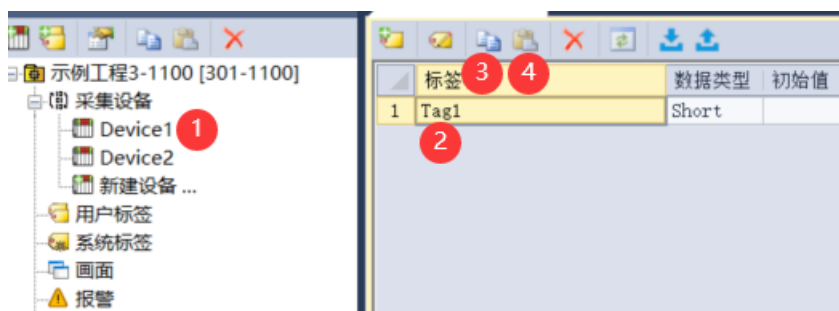 示例工程3-1100 [301-1100]
采集设备
Device1 1
Device2
新建设备 ...
用户标签
系统标签
画面
报警
标签 3 4 数据类型 初始值
1 Tag1 Short
2